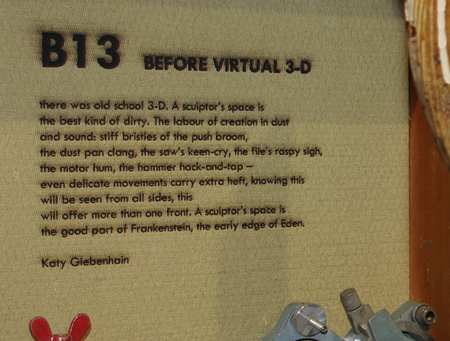 B13 BEFORE VIRTUAL 3-D
there was old school 3-D. A sculptor's space is
the best kind of dirty. The labour of creation in dust
and sound: stiff bristles of the push broom,
the dust pan clang, the saw's keen-cry, the file's raspy sigh,
the motor hum, the hammer hack-and-tap –
even delicate movements carry extra heft, knowing this
will be seen from all sides, this
will offer more than one front. A sculptor's space is
the good part of Frankenstein, the early edge of Eden.
Katy Giebenhain